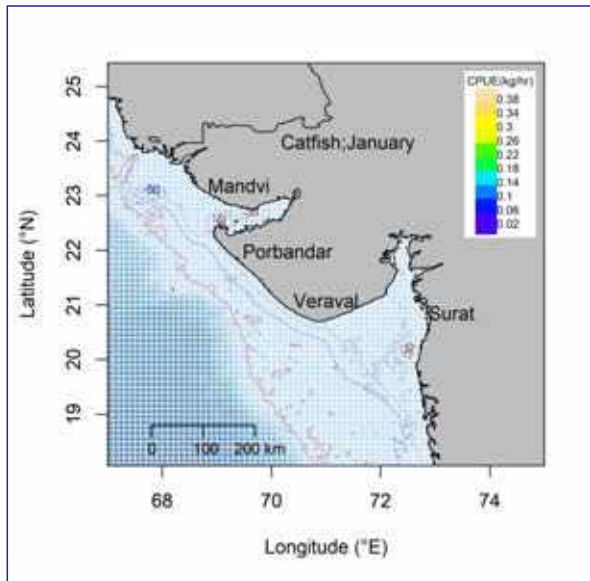 CPUE(kg/hr)
0.38
0.34
0.3
0.26
0.22
0.18
0.14
0.1
0.06
0.02
Catfish;January
Mandvi
Porbandar
Veraval
Surat
0 100 200 km
Latitude (°N)
25
24
23
22
21
20
19
68 70 72 74
Longitude (°E)